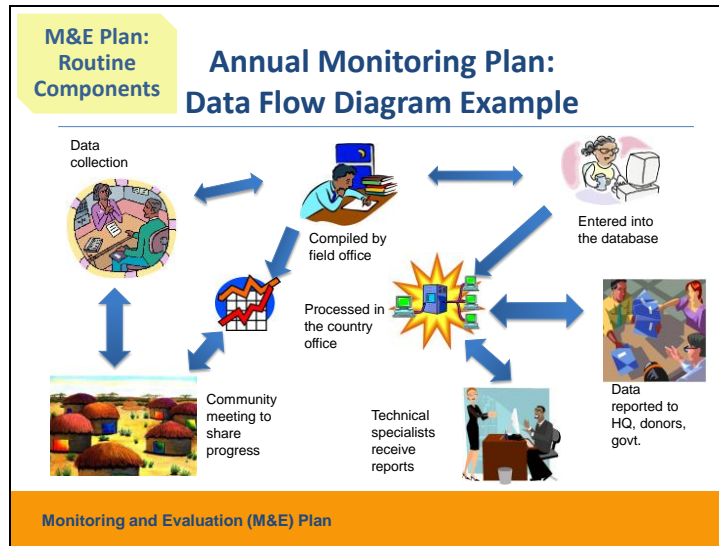 M&E Plan:
Routine
Components
Annual Monitoring Plan:
Data Flow Diagram Example
Data
collection
Compiled by
field office
Entered into
the database
Processed in
the country
office
Community
meeting to
share
progress
Technical
specialists
receive
reports
Data
reported to
HQ, donors,
govt.
Monitoring and Evaluation (M&E) Plan